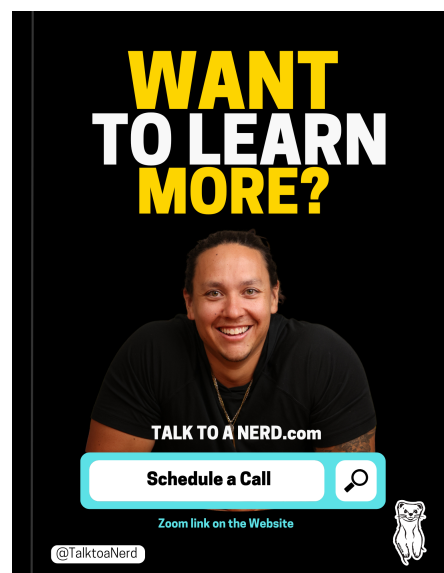 WANT
TO LEARN
MORE?
TALK TO A NERD.com
Schedule a Call
Zoom link on the Website
@TalktoaNerd